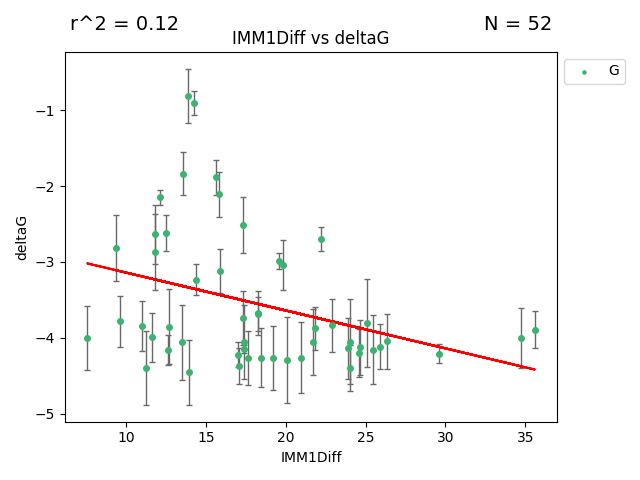 r^2 = 0.12
N = 52
IMM1Diff vs deltaG
G
deltaG
−1
−2
−3
−4
−5
10 15 20 25 30 35
IMM1Diff